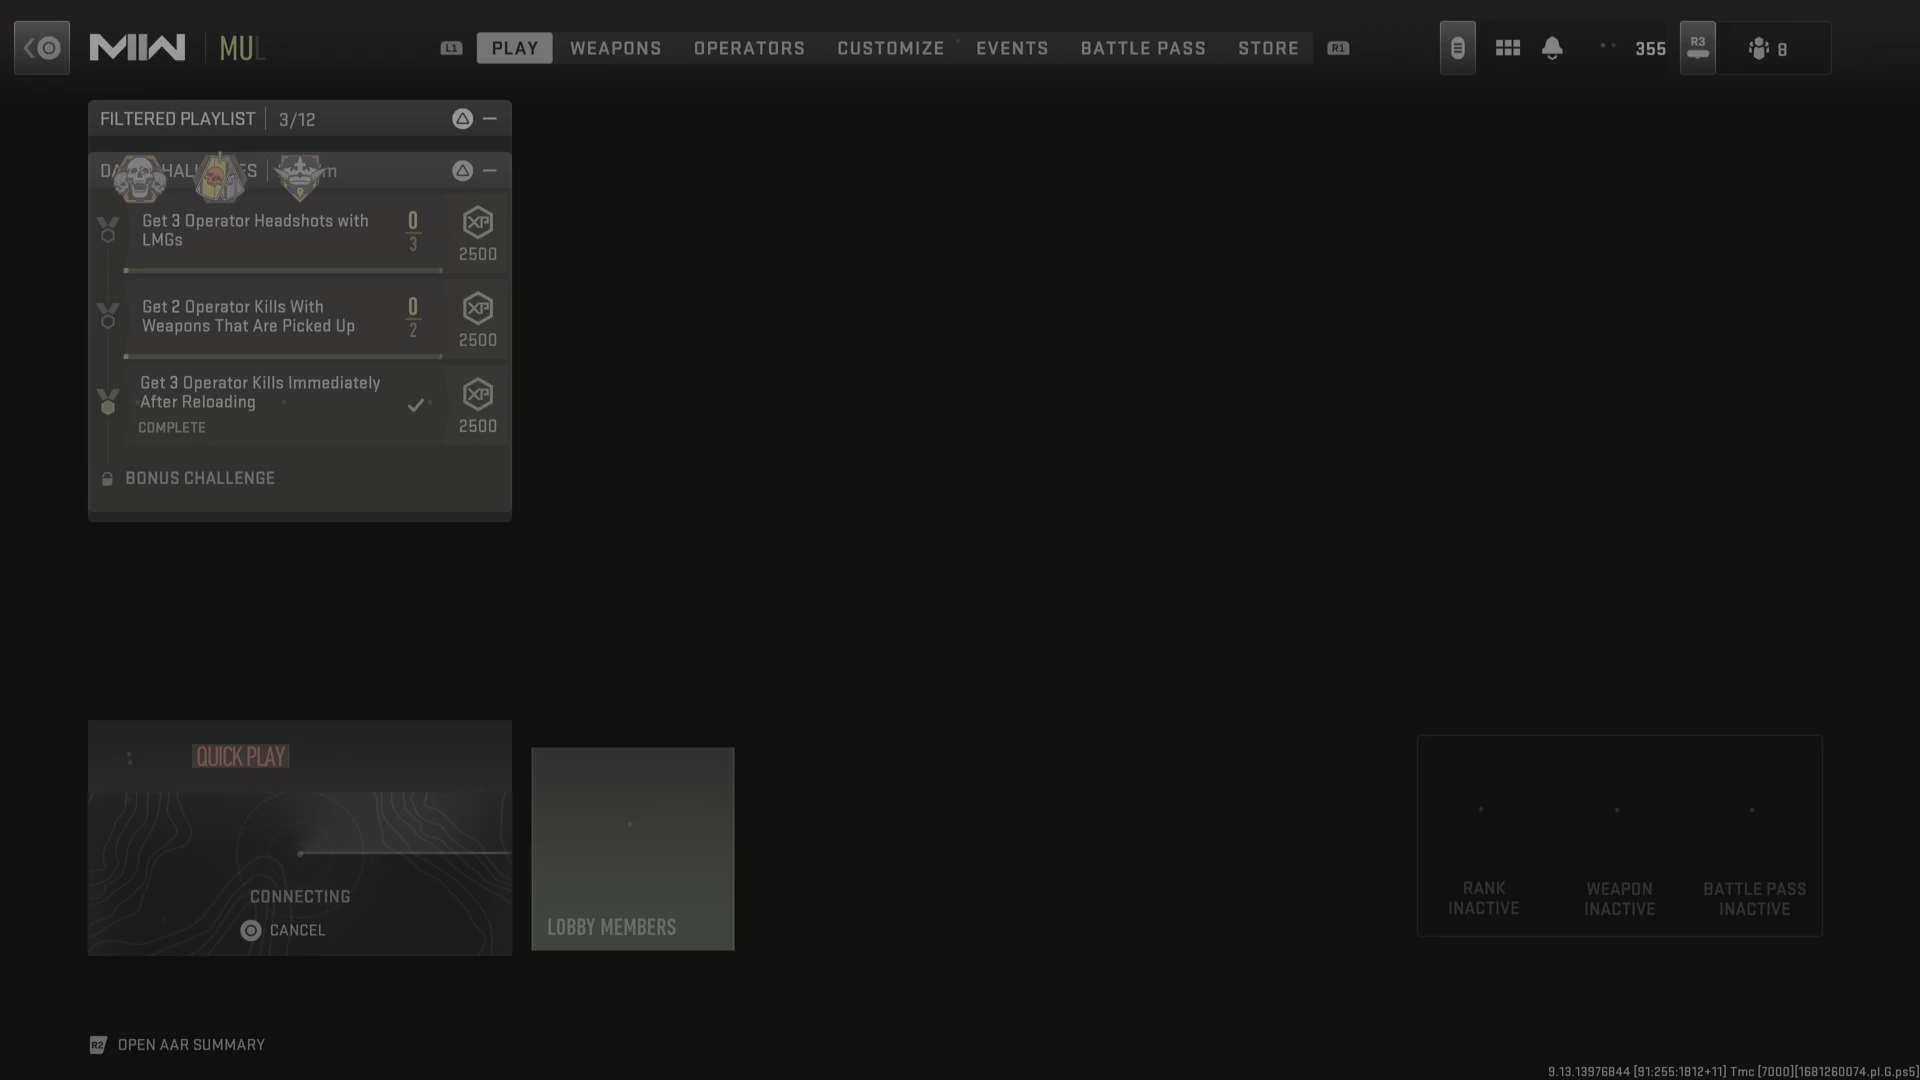 MW MUL
L1 PLAY WEAPONS OPERATORS CUSTOMIZE EVENTS BATTLE PASS STORE R1
355 R3 8
FILTERED PLAYLIST 3/12
Get 3 Operator Headshots with
LMGs
0
3
XP
2500
Get 2 Operator Kills With
Weapons That Are Picked Up
0
2
XP
2500
Get 3 Operator Kills Immediately
After Reloading
COMPLETE
XP
2500
BONUS CHALLENGE
QUICK PLAY
CONNECTING
CANCEL
LOBBY MEMBERS
RANK
INACTIVE
WEAPON
INACTIVE
BATTLE PASS
INACTIVE
R2 OPEN AAR SUMMARY
9.13.13976844 [91:255:1812+11] Tmc [7000][1681260074.pl.G.ps5]